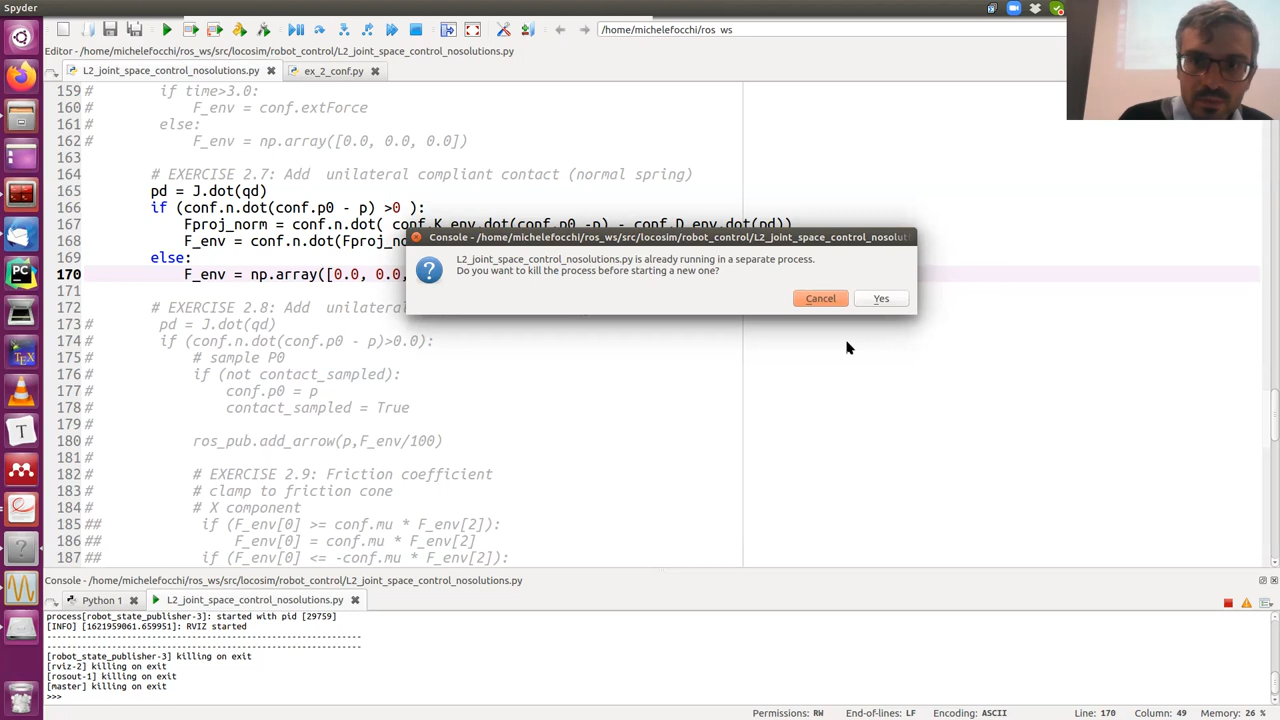 Spyder
/home/michelefocchi/ros_ws
Editor - /home/michelefocchi/ros_ws/src/locosim/robot_control/L2_joint_space_control_nosolutions.py
L2_joint_space_control_nosolutions.py
ex_2_conf.py
159 # if time>3.0:
160 # F_env = conf.extForce
161 # else:
162 # F_env = np.array([0.0, 0.0, 0.0])
163
164 # EXERCISE 2.7: Add unilateral compliant contact (normal spring)
165 pd = J.dot(qd)
166 if (conf.n.dot(conf.p0 - p) >0 ):
167 Fproj_norm = conf.n.dot( conf.K_env.dot(conf.p0 -p) - conf.D_env.dot(pd))
168 F_env = conf.n.dot(Fproj_no
169 else:
170 F_env = np.array([0.0, 0.0,
171
172 # EXERCISE 2.8: Add unilateral
173 # pd = J.dot(qd)
174 # if (conf.n.dot(conf.p0 - p)>0.0):
175 # # sample P0
176 # if (not contact_sampled):
177 # conf.p0 = p
178 # contact_sampled = True
179 #
180 # ros_pub.add_arrow(p,F_env/100)
181 #
182 # # EXERCISE 2.9: Friction coefficient
183 # # clamp to friction cone
184 # # X component
185 ## if (F_env[0] >= conf.mu * F_env[2]):
186 ## F_env[0] = conf.mu * F_env[2]
187 ## if (F_env[0] <= -conf.mu * F_env[2]):
Console - /home/michelefocchi/ros_ws/src/locosim/robot_control/L2_joint_space_control_nosoluti
L2_joint_space_control_nosolutions.py is already running in a separate process.
Do you want to kill the process before starting a new one?
Cancel
Yes
Console - /home/michelefocchi/ros_ws/src/locosim/robot_control/L2_joint_space_control_nosolutions.py
Python 1
L2_joint_space_control_nosolutions.py
process[robot_state_publisher-3]: started with pid [29759]
[INFO] [1621959061.659951]: RVIZ started
----------------------------------------------------------------
----------------------------------------------------------------
[robot_state_publisher-3] killing on exit
[rviz-2] killing on exit
[rosout-1] killing on exit
[master] killing on exit
>>>
Permissions: RW End-of-lines: LF Encoding: ASCII Line: 170 Column: 49 Memory: 26 %